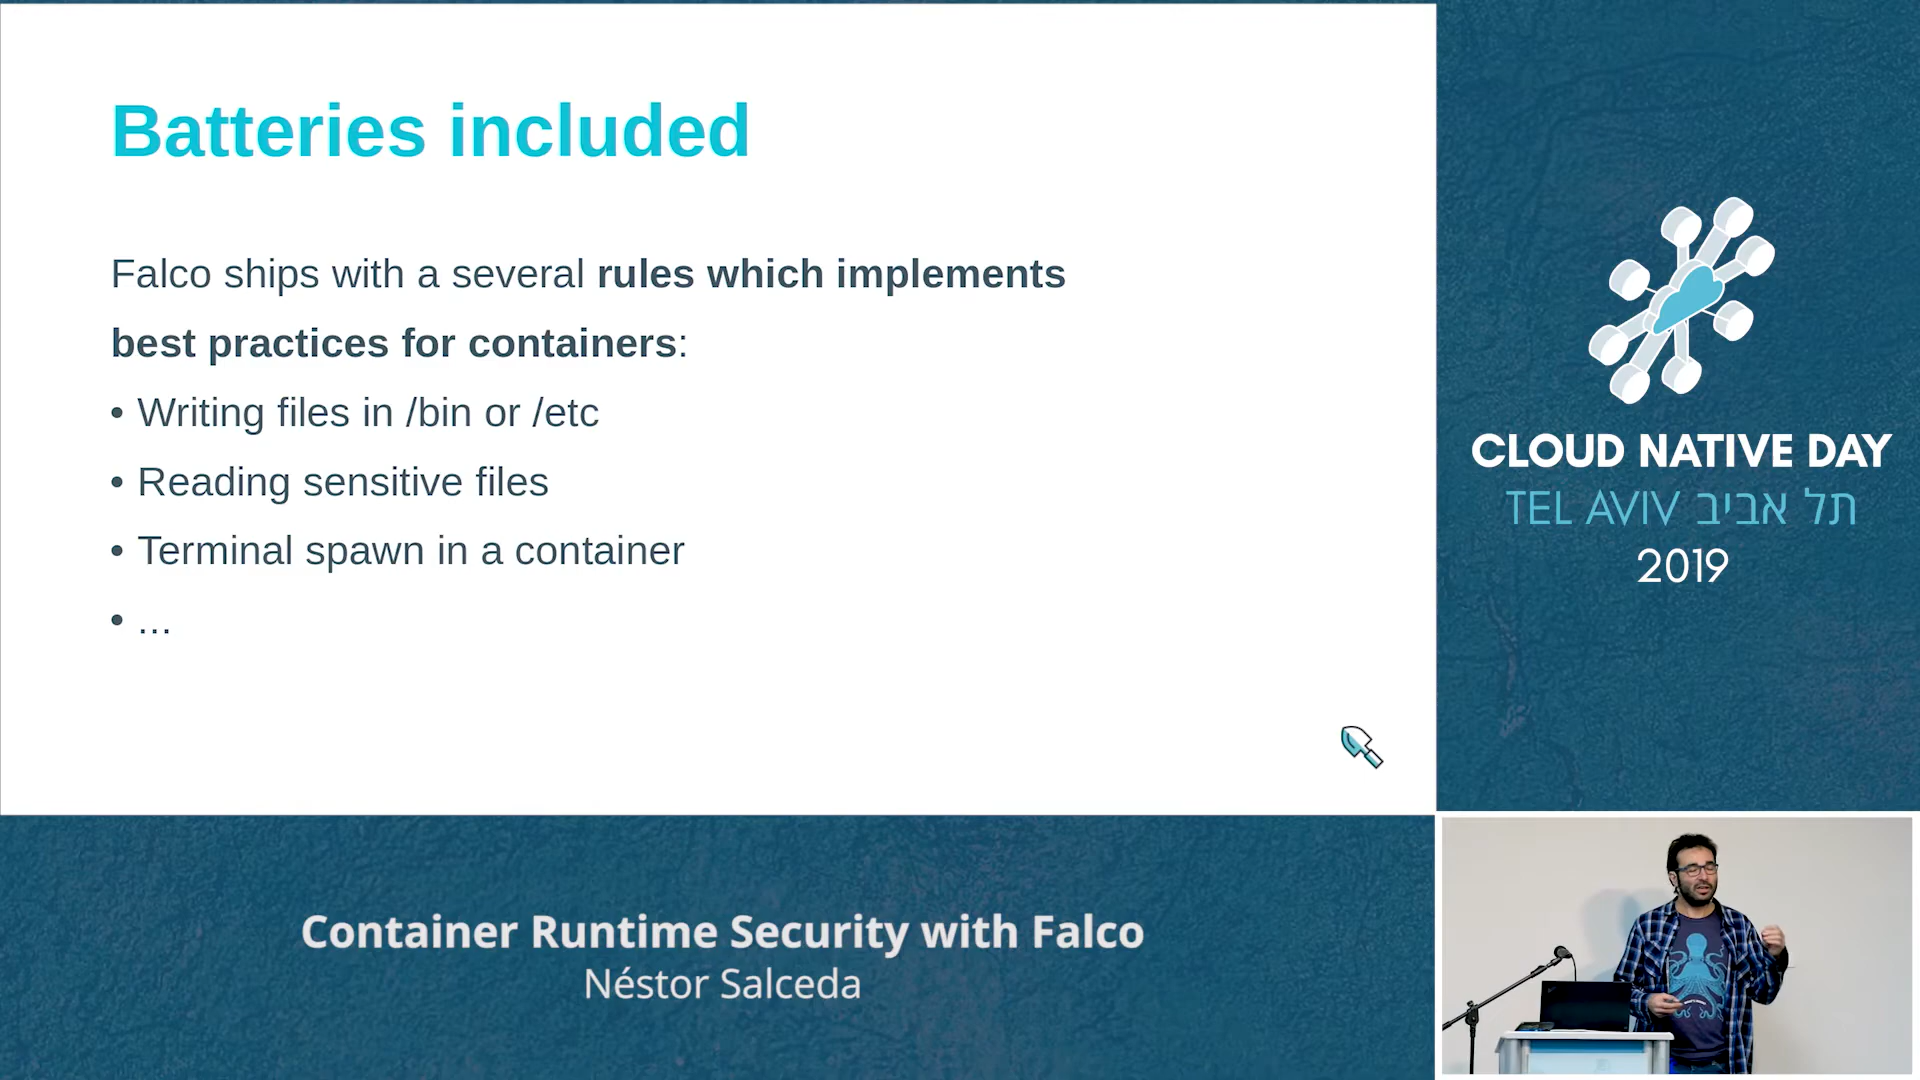 Batteries included
Falco ships with a several rules which implements
best practices for containers:
• Writing files in /bin or /etc
• Reading sensitive files
• Terminal spawn in a container
• ...
CLOUD NATIVE DAY
TEL AVIV תל אביב
2019
Container Runtime Security with Falco
Néstor Salceda